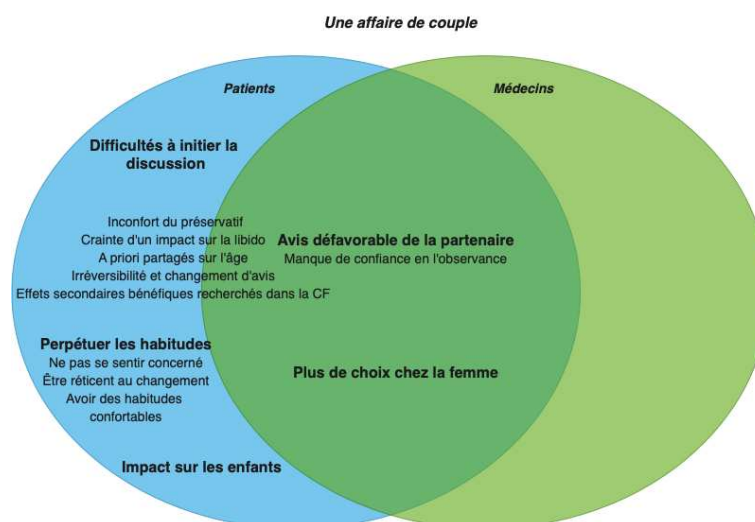 Une affaire de couple
Patients
Médecins
Difficultés à initier la
discussion
Inconfort du préservatif
Crainte d'un impact sur la libido
A priori partagés sur l'âge
Irréversibilité et changement d'avis
Effets secondaires bénéfiques recherchés dans la CF
Avis défavorable de la partenaire
Manque de confiance en l'observance
Perpétuer les habitudes
Ne pas se sentir concerné
Être réticent au changement
Avoir des habitudes
confortables
Plus de choix chez la femme
Impact sur les enfants